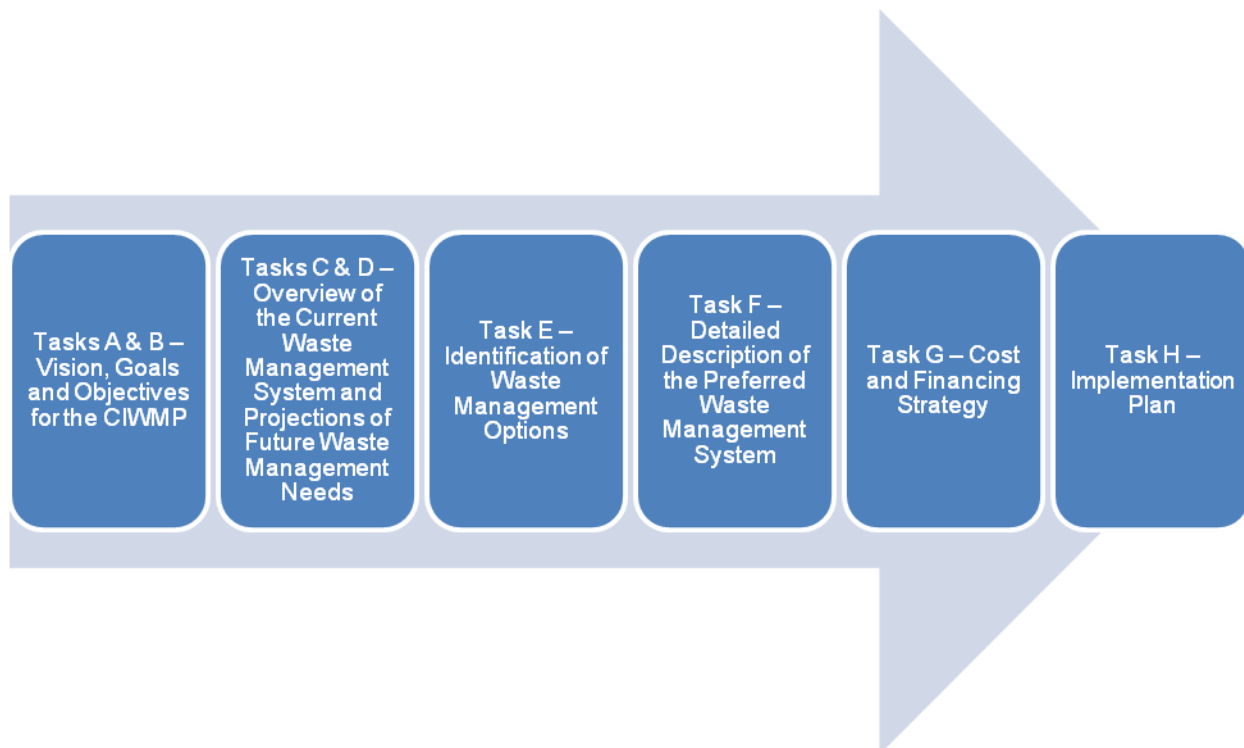 Tasks A & B –
Vision, Goals
and Objectives
for the CIWMP
Tasks C & D –
Overview of
the Current
Waste
Management
System and
Projections of
Future Waste
Management
Needs
Task E –
Identification of
Waste
Management
Options
Task F –
Detailed
Description of
the Preferred
Waste
Management
System
Task G – Cost
and Financing
Strategy
Task H –
Implementation
Plan